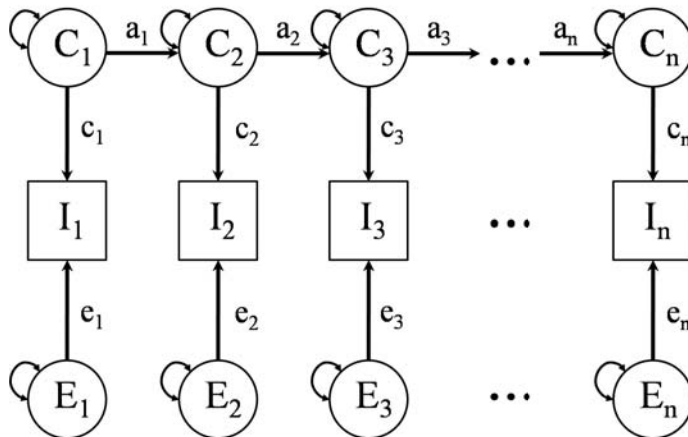 C₁ a₁ C₂ a₂ C₃ a₃ ... aₙ Cₙ
c₁ c₂ c₃ cₙ
I₁ I₂ I₃ ... Iₙ
e₁ e₂ e₃ eₙ
E₁ E₂ E₃ ... Eₙ